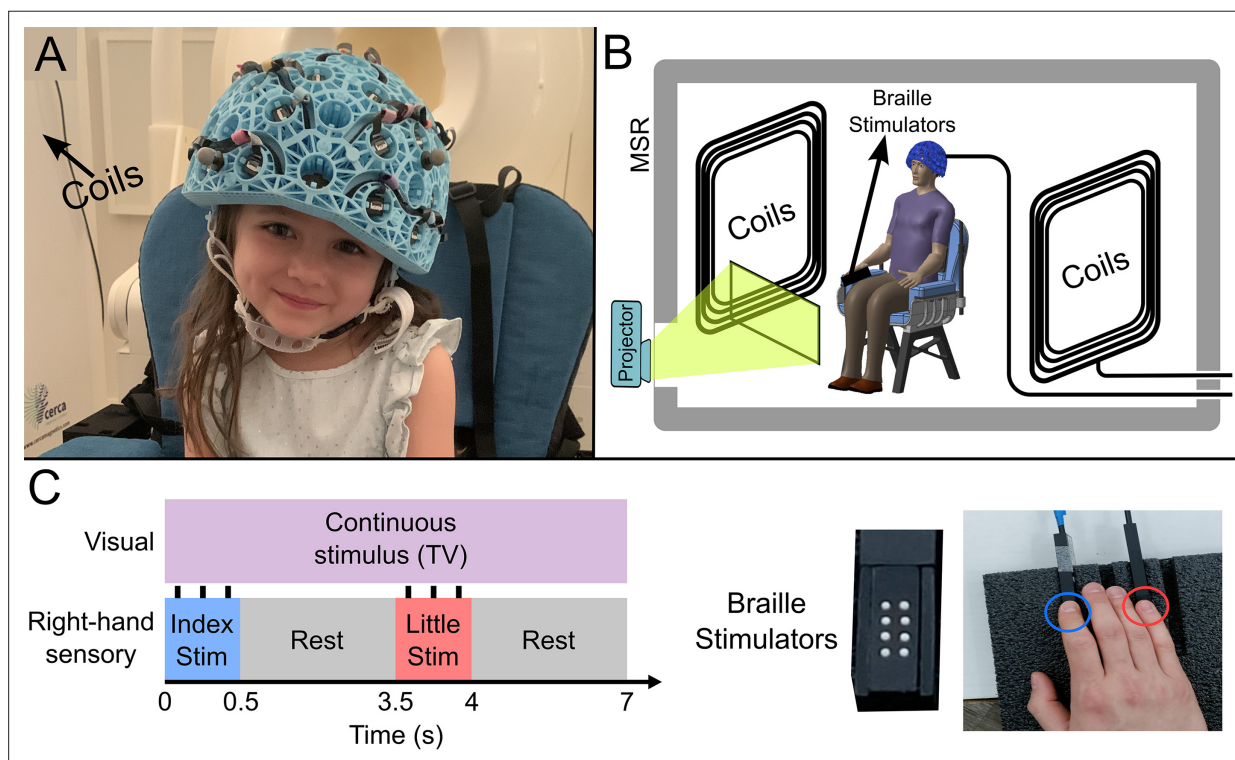 A
Coils
cerca
B
MSR
Braille
Stimulators
Coils
Coils
Projector
C
Visual
Continuous
stimulus (TV)
Right-hand
sensory
Index
Stim
Rest
Little
Stim
Rest
0
0.5
3.5
4
7
Time (s)
Braille
Stimulators